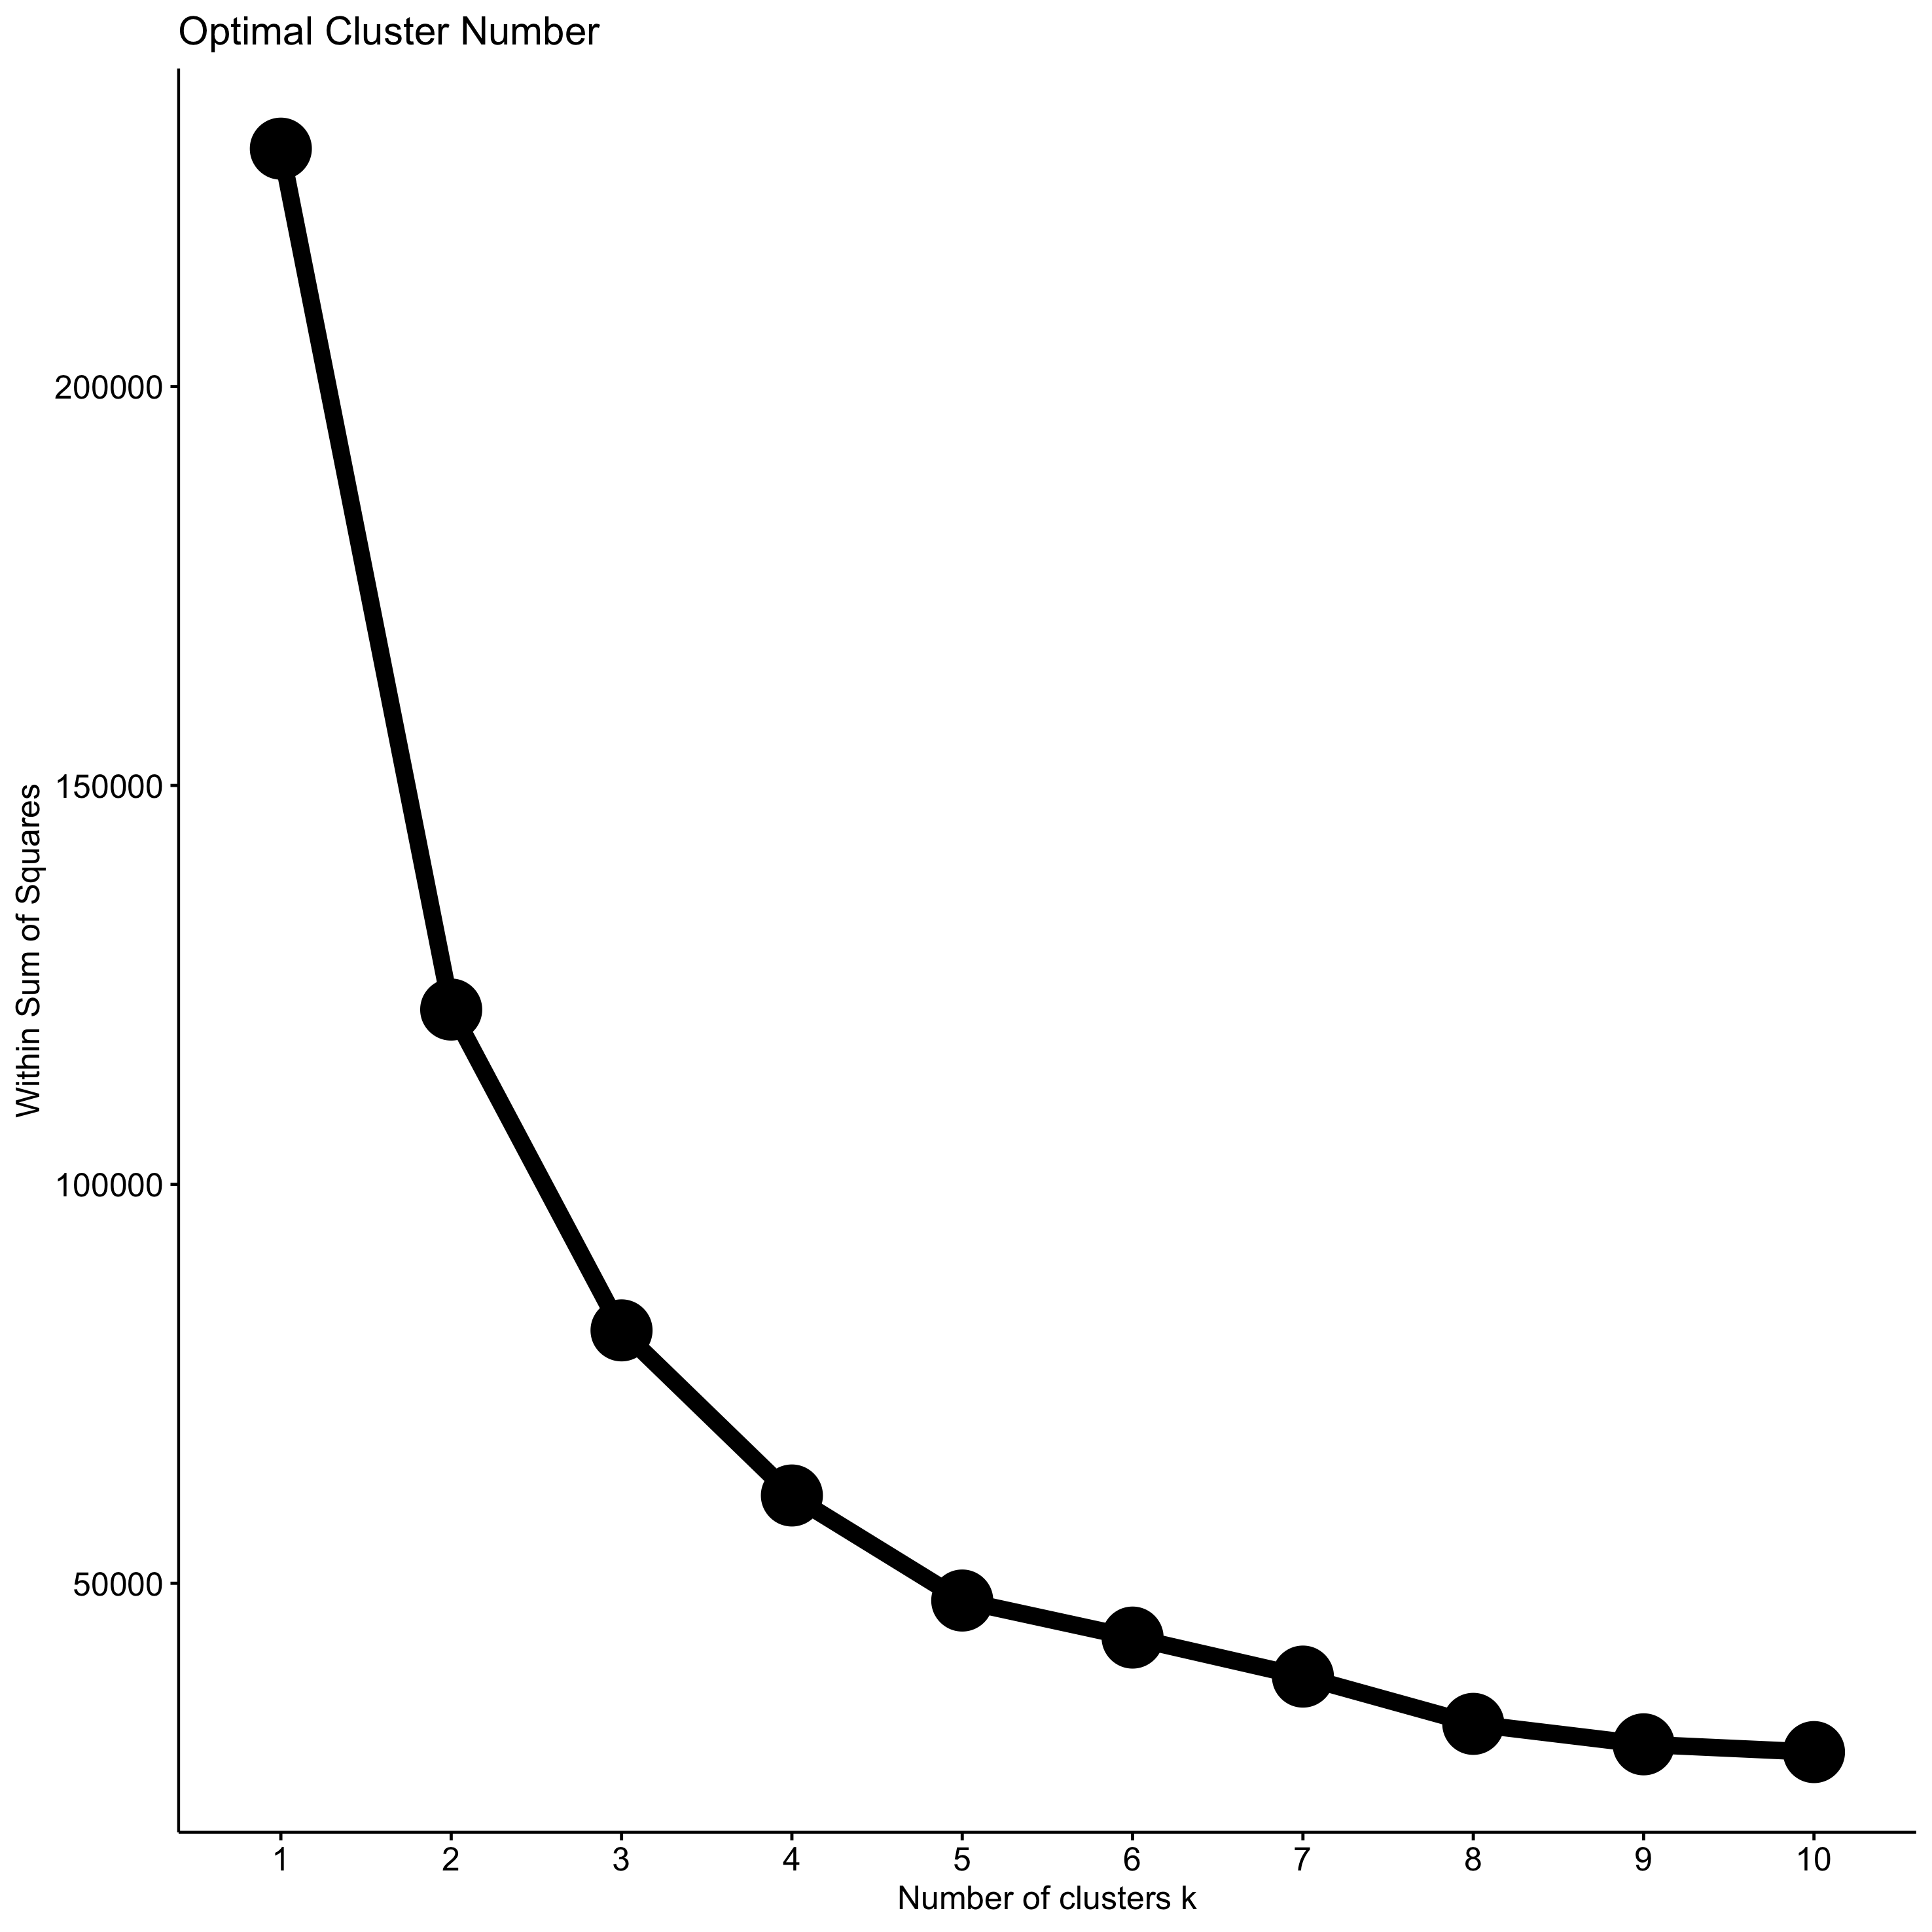 Optimal Cluster Number
Within Sum of Squares
200000
150000
100000
50000
1 2 3 4 5 6 7 8 9 10
Number of clusters k